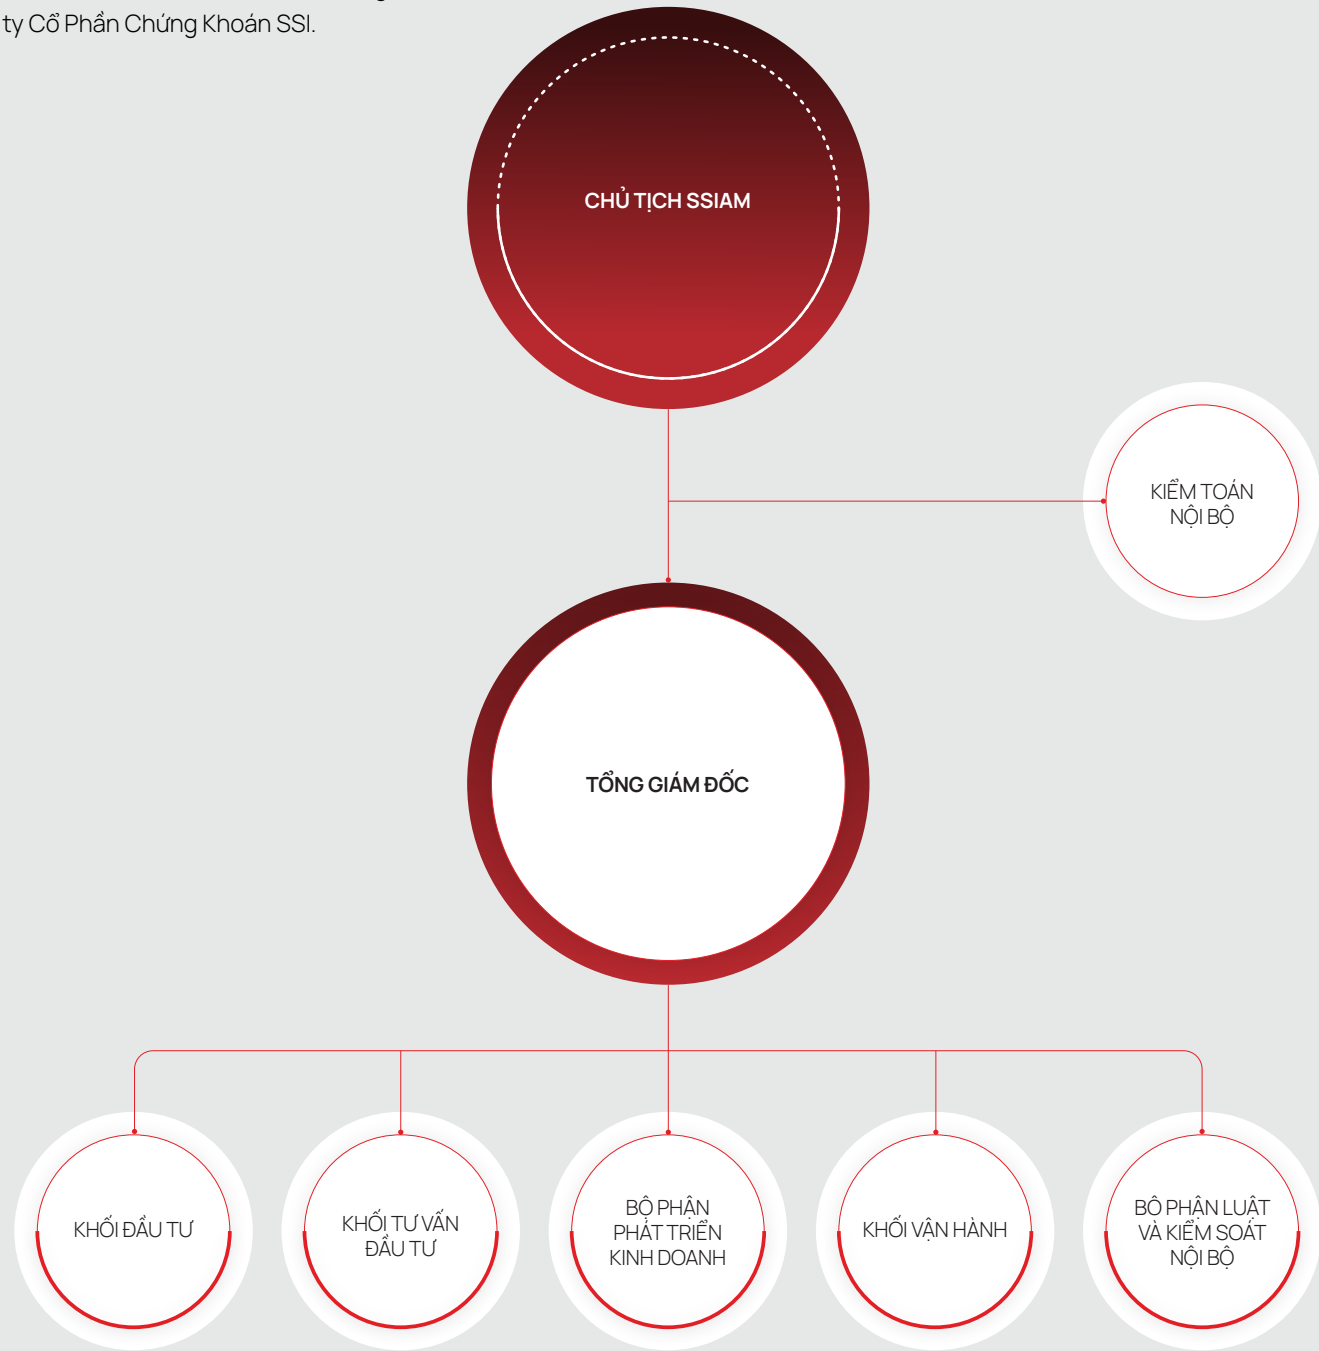 ty Cổ Phần Chứng Khoán SSI.
CHỦ TỊCH SSIAM
KIỂM TOÁN
NỘI BỘ
TỔNG GIÁM ĐỐC
KHỐI ĐẦU TƯ
KHỐI TƯ VẤN
ĐẦU TƯ
BỘ PHẬN
PHÁT TRIỂN
KINH DOANH
KHỐI VẬN HÀNH
BỘ PHẬN LUẬT
VÀ KIỂM SOÁT
NỘI BỘ